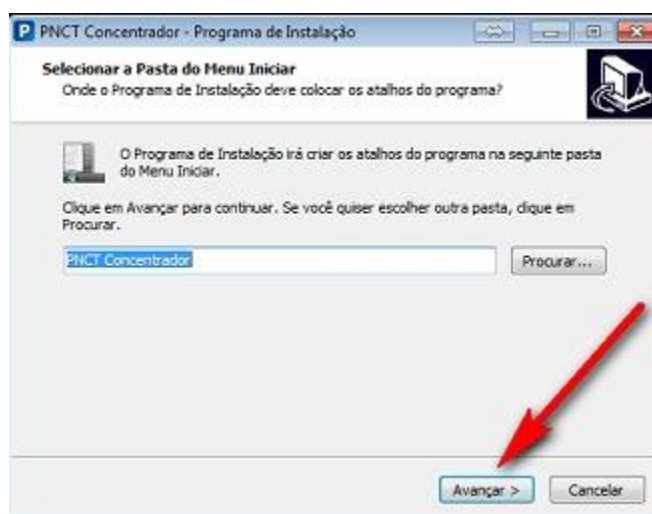 PNCT Concentrador - Programa de Instalação
Selecionar a Pasta do Menu Iniciar
Onde o Programa de Instalação deve colocar os atalhos do programa?
O Programa de Instalação irá criar os atalhos do programa na seguinte pasta
do Menu Iniciar.
Clique em Avançar para continuar. Se você quiser escolher outra pasta, clique em
Procurar.
PNCT Concentrador
Procurar...
Avançar >
Cancelar